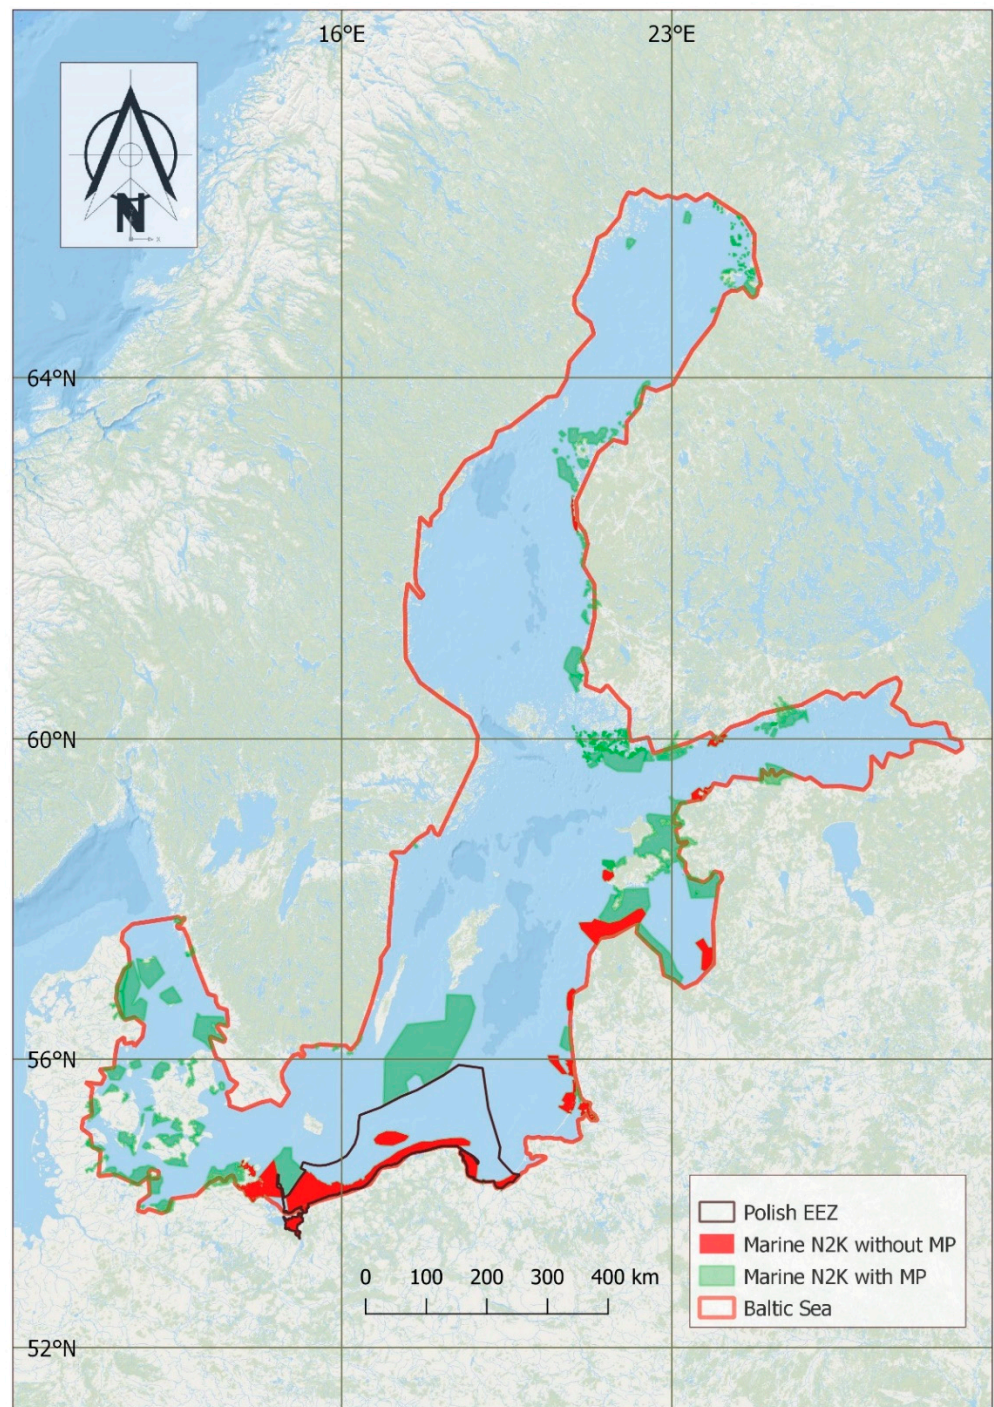 16°E
23°E
N
64°N
60°N
56°N
Polish EEZ
Marine N2K without MP
Marine N2K with MP
Baltic Sea
0 100 200 300 400 km
52°N